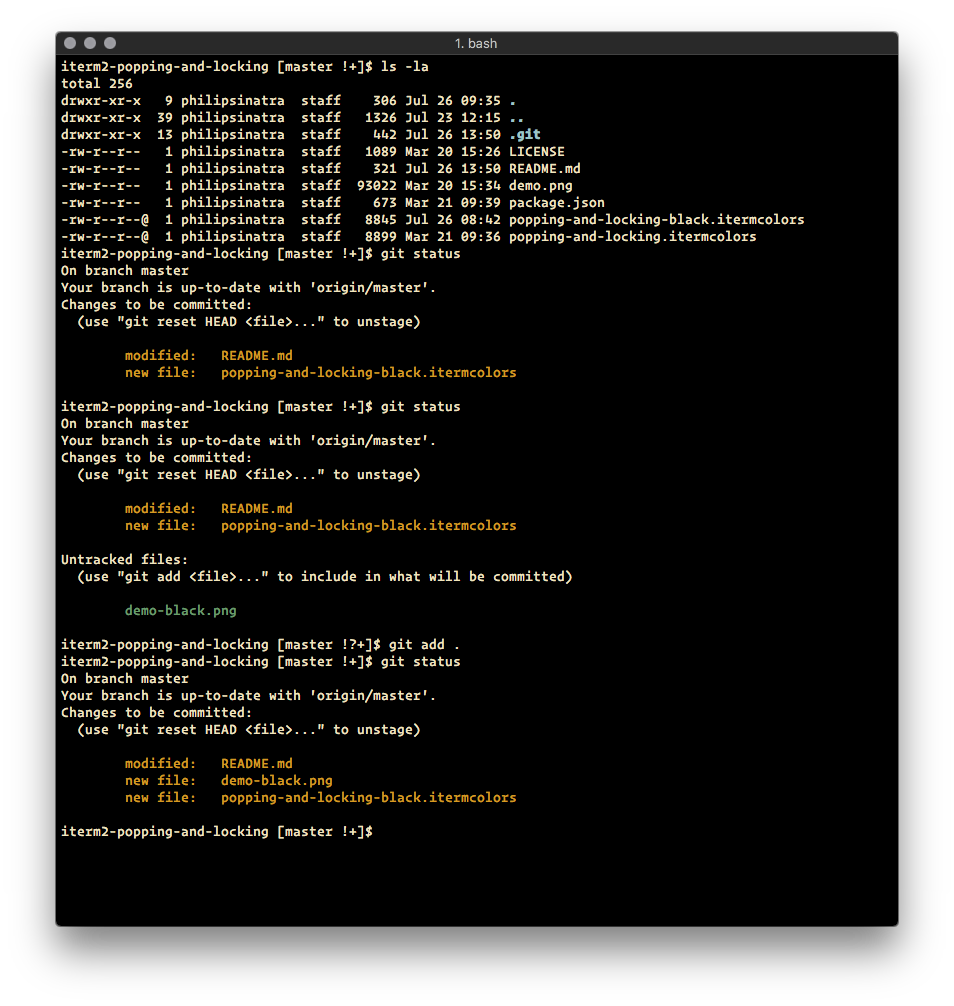 1. bash
iterm2-popping-and-locking [master !+]$ ls -la
total 256
drwxr-xr-x   9 philipsinatra  staff    306 Jul 26 09:35 .
drwxr-xr-x  39 philipsinatra  staff   1326 Jul 23 12:15 ..
drwxr-xr-x  13 philipsinatra  staff    442 Jul 26 13:50 .git
-rw-r--r--   1 philipsinatra  staff   1089 Mar 20 15:26 LICENSE
-rw-r--r--   1 philipsinatra  staff    321 Jul 26 13:50 README.md
-rw-r--r--   1 philipsinatra  staff  93022 Mar 20 15:34 demo.png
-rw-r--r--   1 philipsinatra  staff    673 Mar 21 09:39 package.json
-rw-r--r--@  1 philipsinatra  staff   8845 Jul 26 08:42 popping-and-locking-black.itermcolors
-rw-r--r--@  1 philipsinatra  staff   8899 Mar 21 09:36 popping-and-locking.itermcolors
iterm2-popping-and-locking [master !+]$ git status
On branch master
Your branch is up-to-date with 'origin/master'.
Changes to be committed:
  (use "git reset HEAD <file>..." to unstage)
        modified:   README.md
        new file:   popping-and-locking-black.itermcolors
iterm2-popping-and-locking [master !+]$ git status
On branch master
Your branch is up-to-date with 'origin/master'.
Changes to be committed:
  (use "git reset HEAD <file>..." to unstage)
        modified:   README.md
        new file:   popping-and-locking-black.itermcolors
Untracked files:
  (use "git add <file>..." to include in what will be committed)
        demo-black.png
iterm2-popping-and-locking [master !?+]$ git add .
iterm2-popping-and-locking [master !+]$ git status
On branch master
Your branch is up-to-date with 'origin/master'.
Changes to be committed:
  (use "git reset HEAD <file>..." to unstage)
        modified:   README.md
        new file:   demo-black.png
        new file:   popping-and-locking-black.itermcolors
iterm2-popping-and-locking [master !+]$